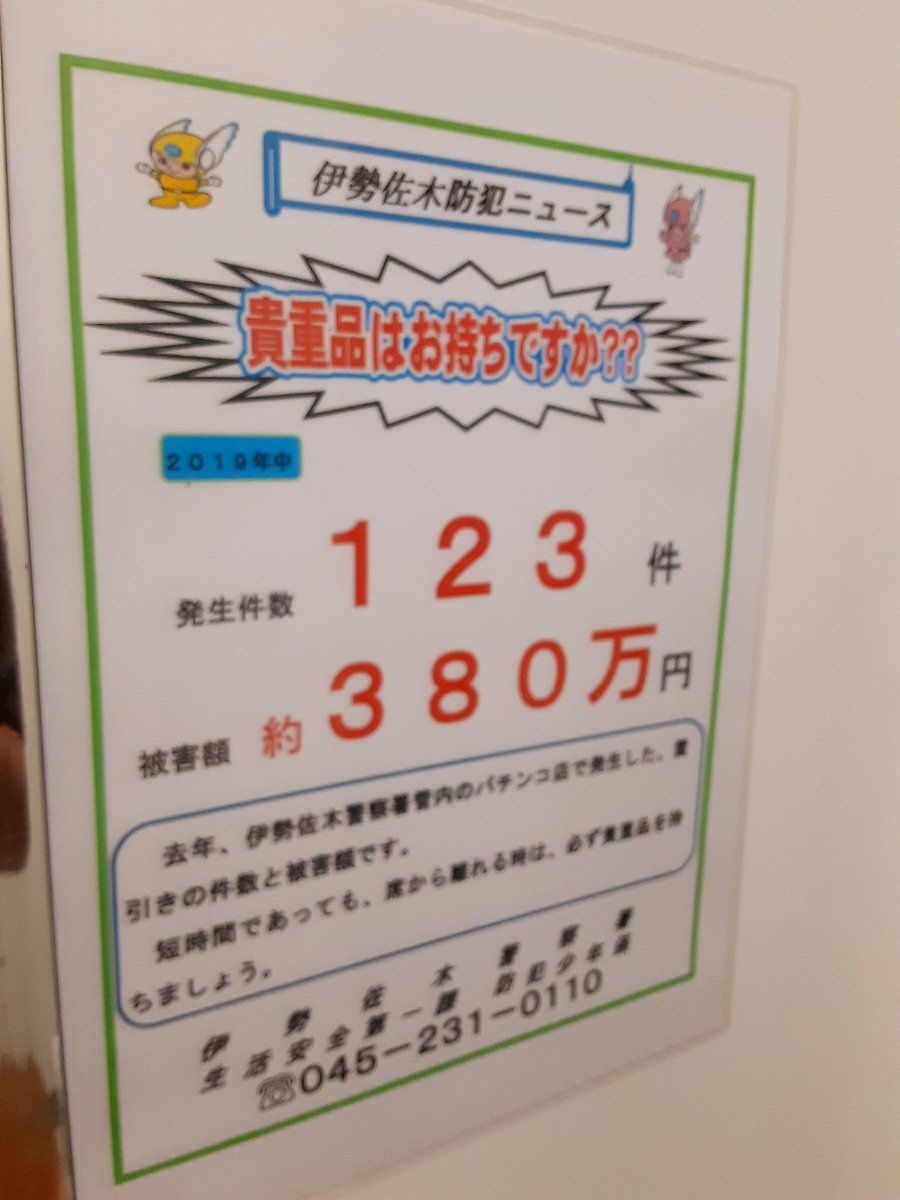 伊勢佐木防犯ニュース
貴重品はお持ちですか??
2019年中
発生件数 123 件
被害額 約380万円
去年、伊勢佐木警察署管内のパチンコ店で発生した、置
引きの件数と被害額です。
短時間であっても、席から離れる時は、必ず貴重品を持
ちましょう。
伊勢佐木警察署
生活安全第一課 防犯少年係
☎045-231-0110